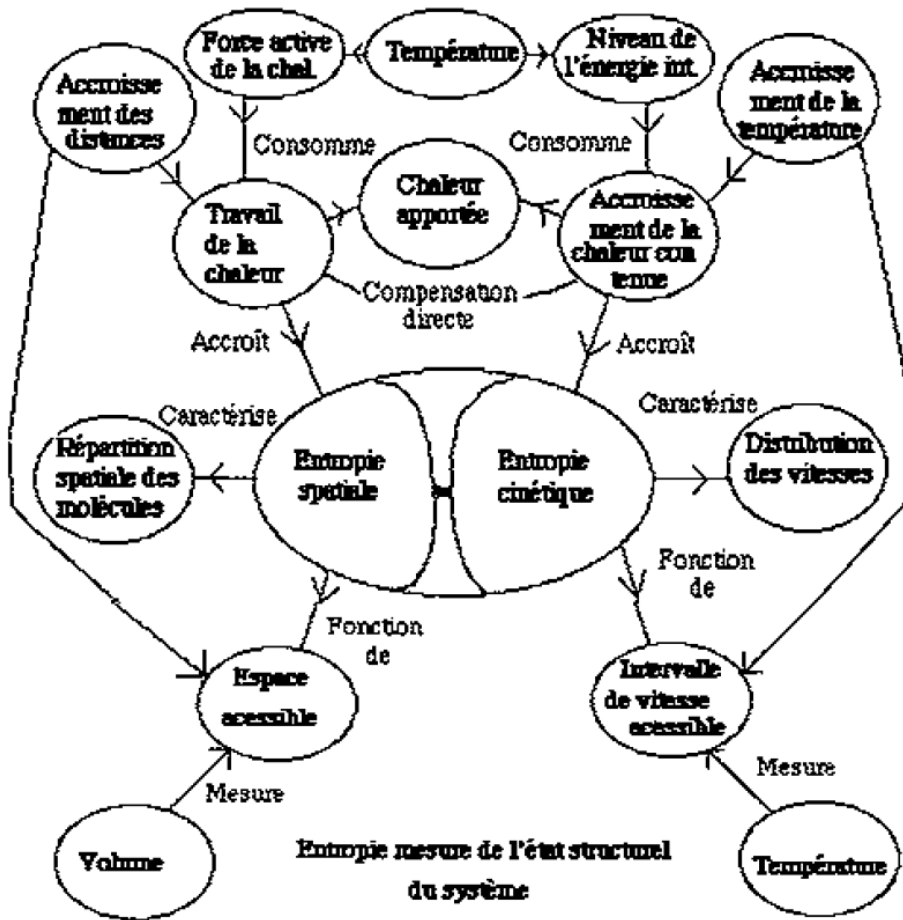 Force active
de la chal.
Température
Niveau de
l'énergie int.
Accroisse
ment des
distances
Accroisse
ment de la
température
Consomme
Consomme
Travail
de la
chaleur
Chaleur
apportée
Accroisse
ment de la
chaleur con
tenue
Compensation
directe
Accroît
Accroît
Caractérise
Caractérise
Répartition
spatiale des
molécules
Entropie
spatiale
Entropie
cinétique
Distribution
des vitesses
Fonction
de
Fonction
de
Espace
acessible
Intervalle
de vitesse
acessible
Mesure
Mesure
Volume
Entropie mesure de l'état structurel
du système
Température